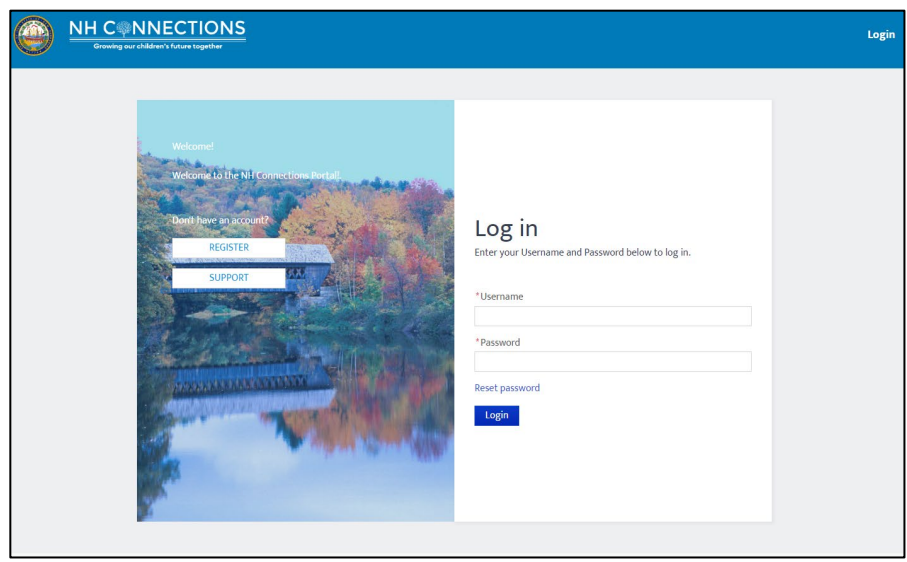 NH CONNECTIONS
Growing our children's future together
Login
Welcome!
Welcome to the NH Connections Portal!
Don't have an account?
REGISTER
SUPPORT
Log in
Enter your Username and Password below to log in.
*Username
*Password
Reset password
Login